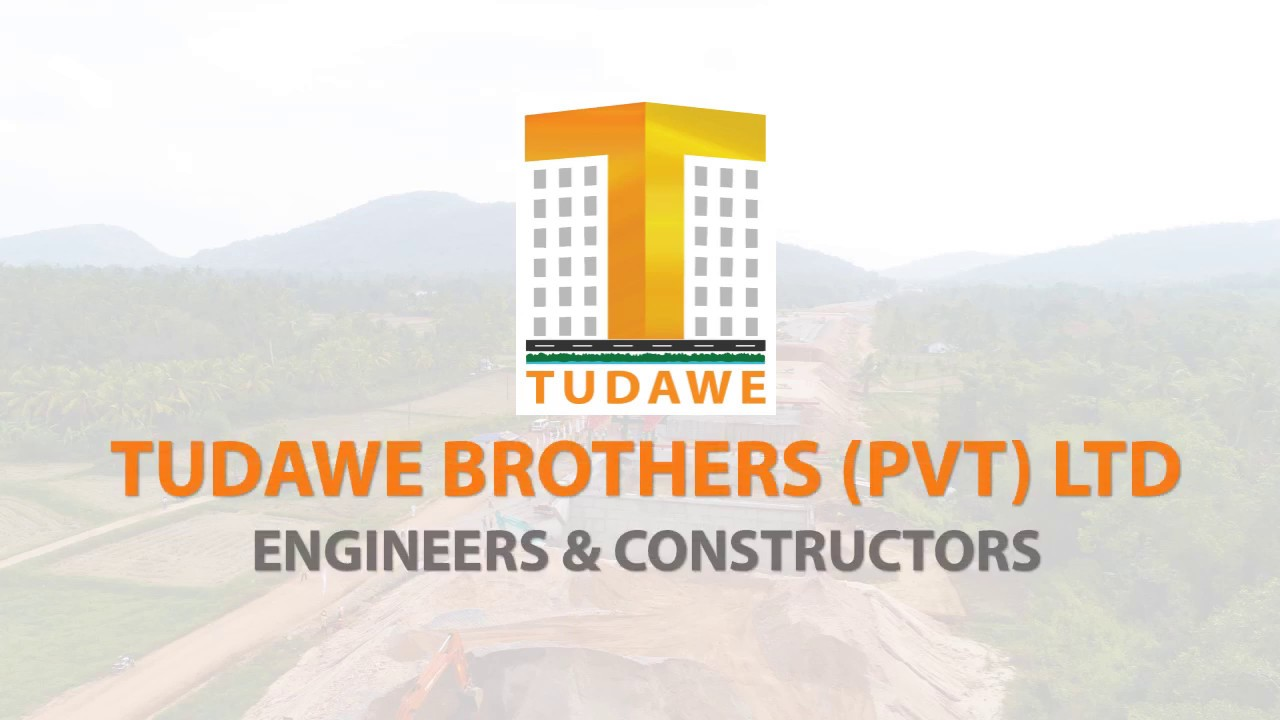 TUDAWE
TUDAWE BROTHERS (PVT) LTD
ENGINEERS & CONSTRUCTORS